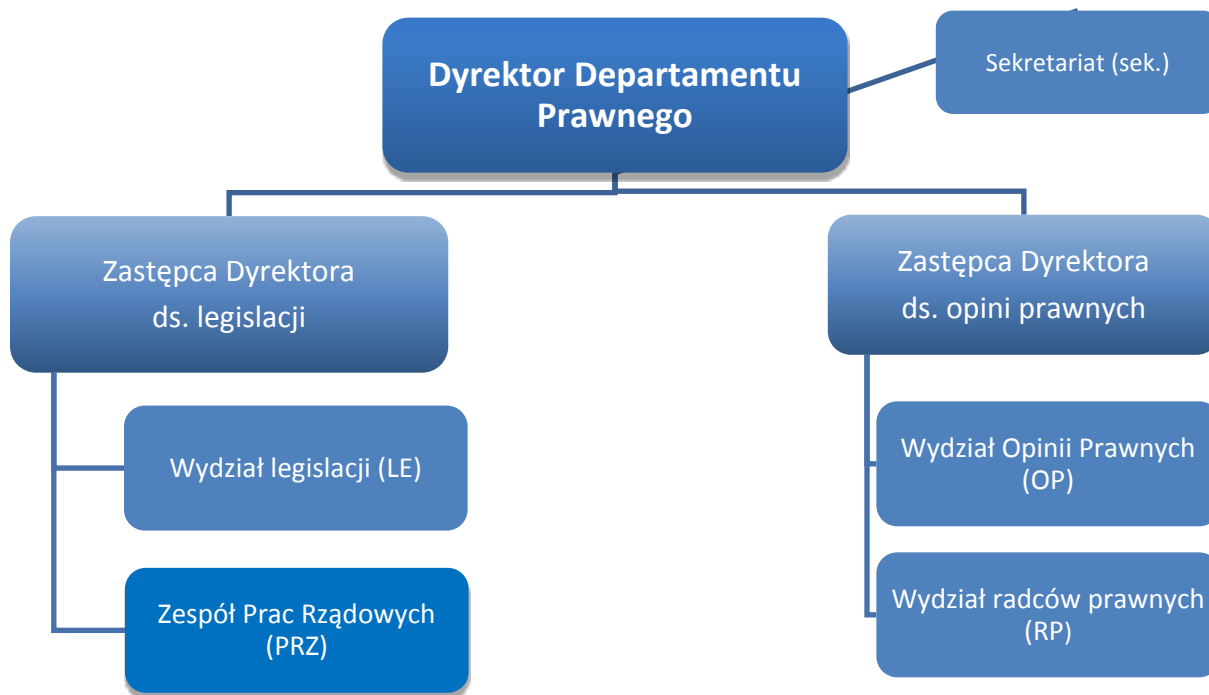 Dyrektor Departamentu
Prawnego
Sekretariat (sek.)
Zastępca Dyrektora
ds. legislacji
Zastępca Dyrektora
ds. opini prawnych
Wydział legislacji (LE)
Zespół Prac Rządowych
(PRZ)
Wydział Opinii Prawnych
(OP)
Wydział radców prawnych
(RP)